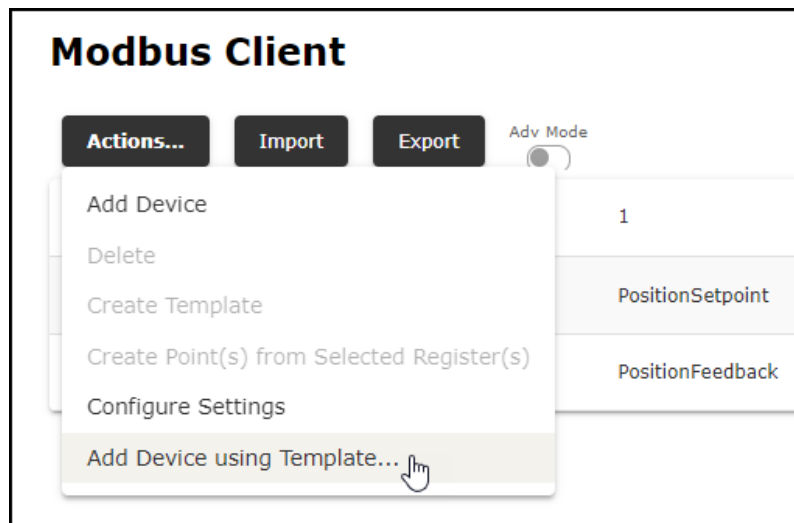 Modbus Client
Actions... Import Export Adv Mode
Add Device
1
Delete
Create Template
PositionSetpoint
Create Point(s) from Selected Register(s)
PositionFeedback
Configure Settings
Add Device using Template...